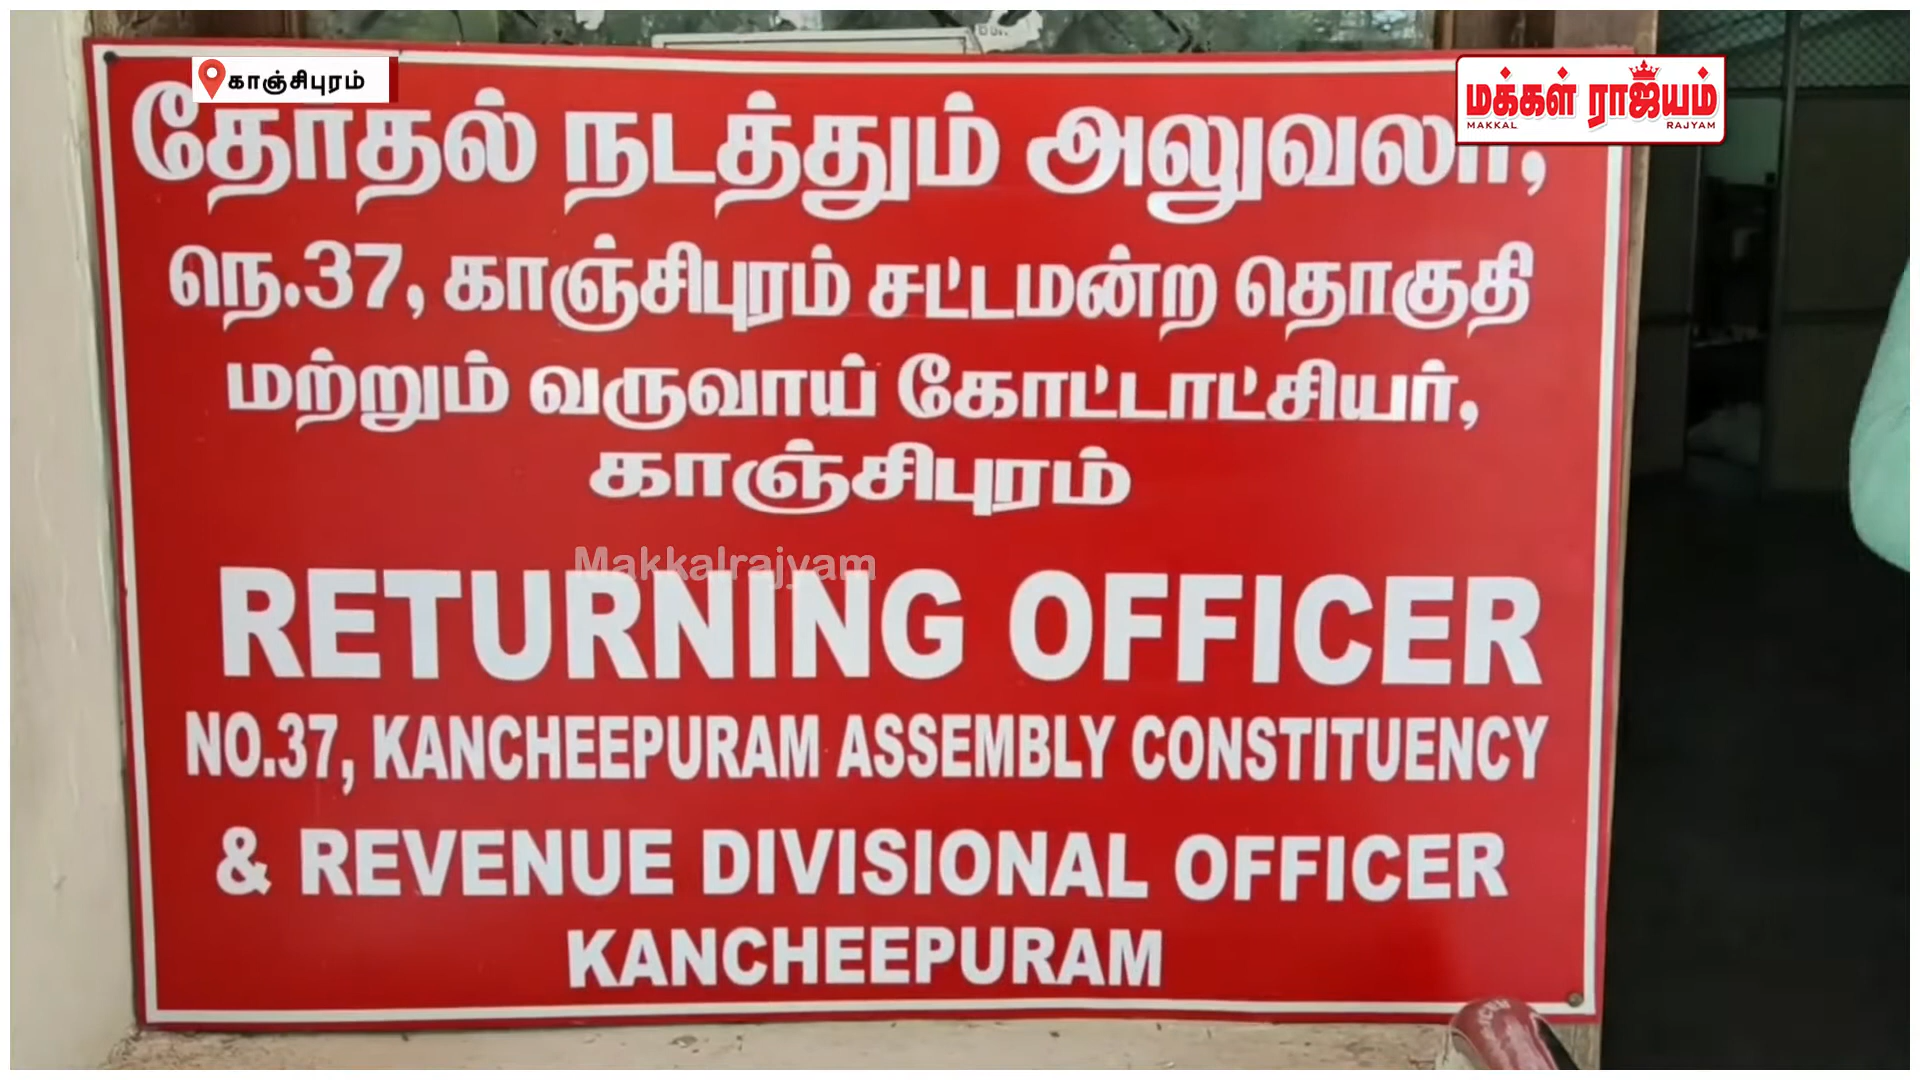 காஞ்சிபுரம்
மக்கள் ராஜ்யம்
MAKKAL RAJYAM
தேர்தல் நடத்தும் அலுவலர்,
நெ.37, காஞ்சிபுரம் சட்டமன்ற தொகுதி
மற்றும் வருவாய் கோட்டாட்சியர்,
காஞ்சிபுரம்
Makkalrajyam
RETURNING OFFICER
NO.37, KANCHEEPURAM ASSEMBLY CONSTITUENCY
& REVENUE DIVISIONAL OFFICER
KANCHEEPURAM